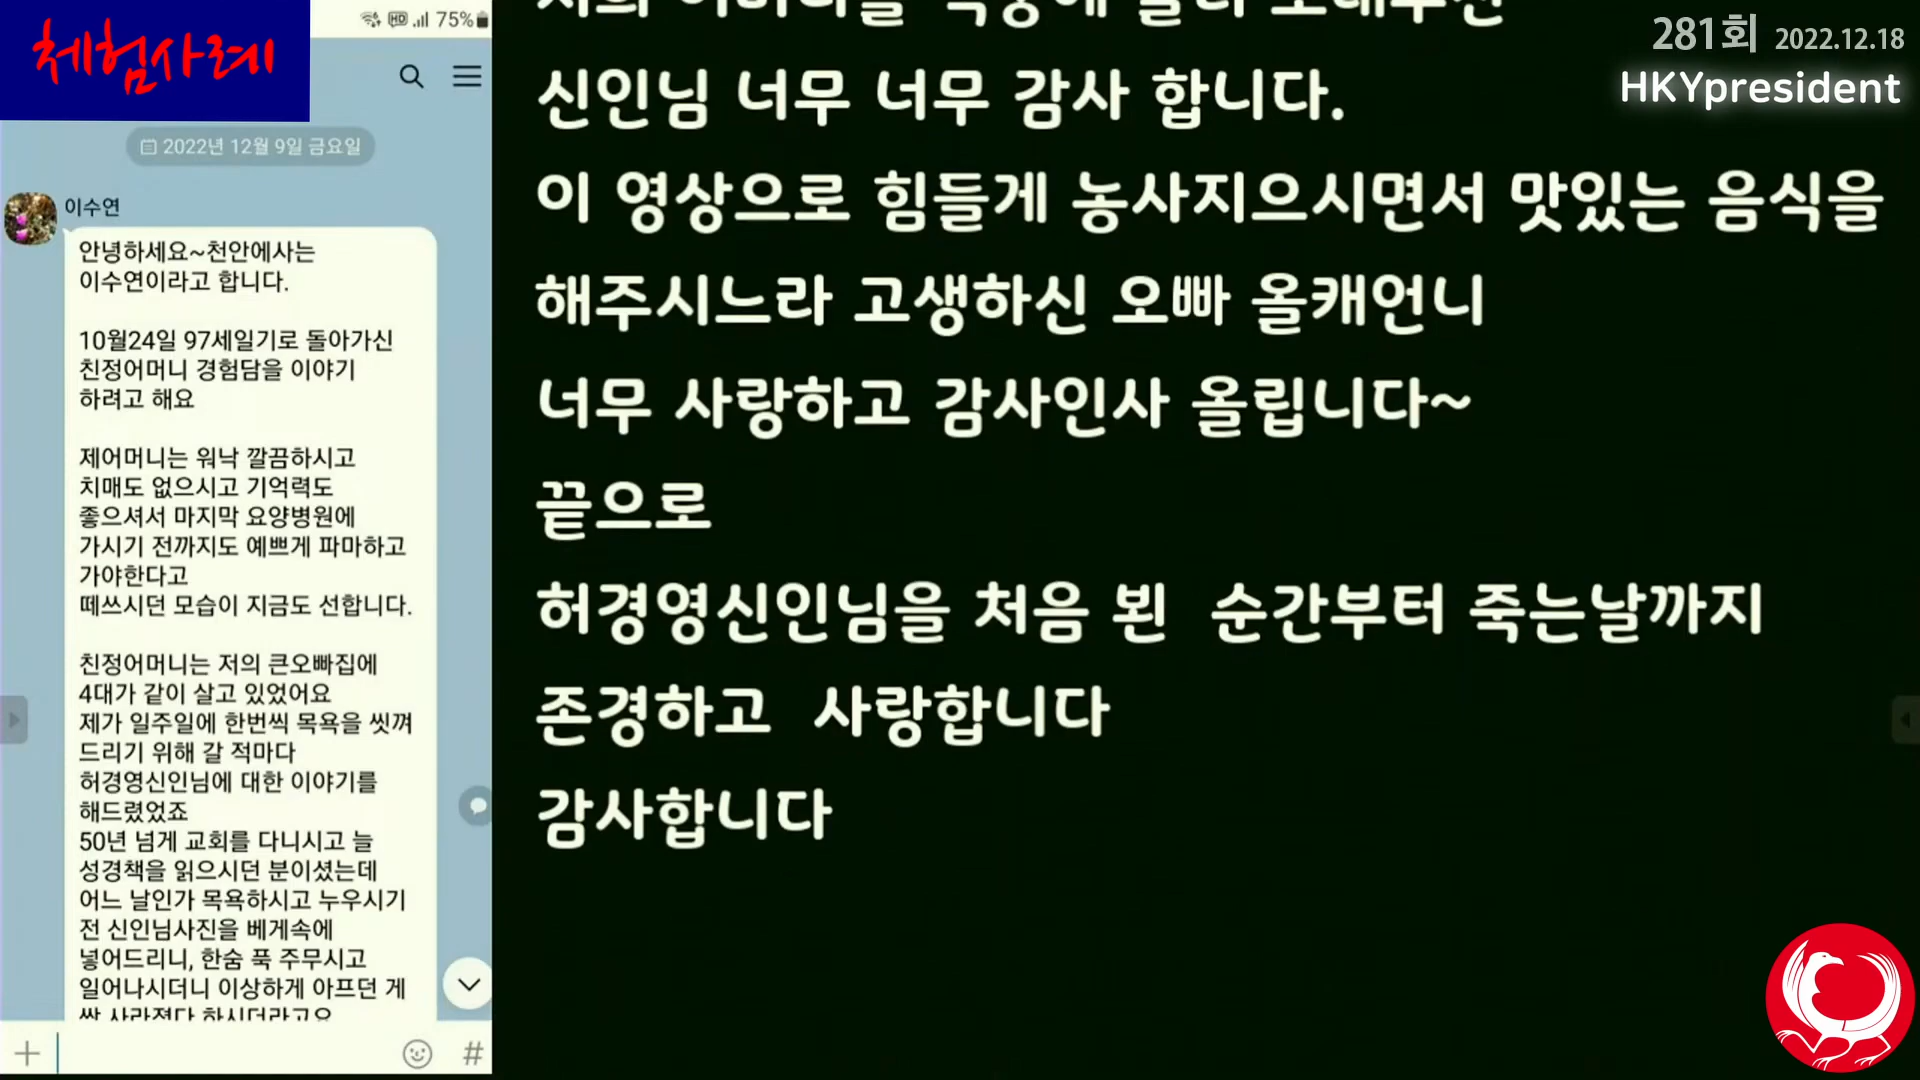 체험사례
HD 75%
2022년 12월 9일 금요일
이수연
안녕하세요~천안에사는
이수연이라고 합니다.
10월24일 97세일기로 돌아가신
친정어머니 경험담을 이야기
하려고 해요
제어머니는 워낙 깔끔하시고
치매도 없으시고 기억력도
좋으셔서 마지막 요양병원에
가시기 전까지도 예쁘게 파마하고
가야한다고
떼쓰시던 모습이 지금도 선합니다.
친정어머니는 저의 큰오빠집에
4대가 같이 살고 있었어요
제가 일주일에 한번씩 목욕을 씻껴
드리기 위해 갈 적마다
허경영신인님에 대한 이야기를
해드렸었죠
50년 넘게 교회를 다니시고 늘
성경책을 읽으시던 분이셨는데
어느 날인가 목욕하시고 누우시기
전 신인님사진을 베게속에
넣어드리니, 한숨 푹 주무시고
일어나시더니 이상하게 아프던 게
싹 사라졌다 하시더라고요
#
신인님 너무 너무 감사 합니다.
이 영상으로 힘들게 농사지으시면서 맛있는 음식을
해주시느라 고생하신 오빠 올캐언니
너무 사랑하고 감사인사 올립니다~
끝으로
허경영신인님을 처음 뵌 순간부터 죽는날까지
존경하고 사랑합니다
감사합니다
281회 2022.12.18
HKYpresident